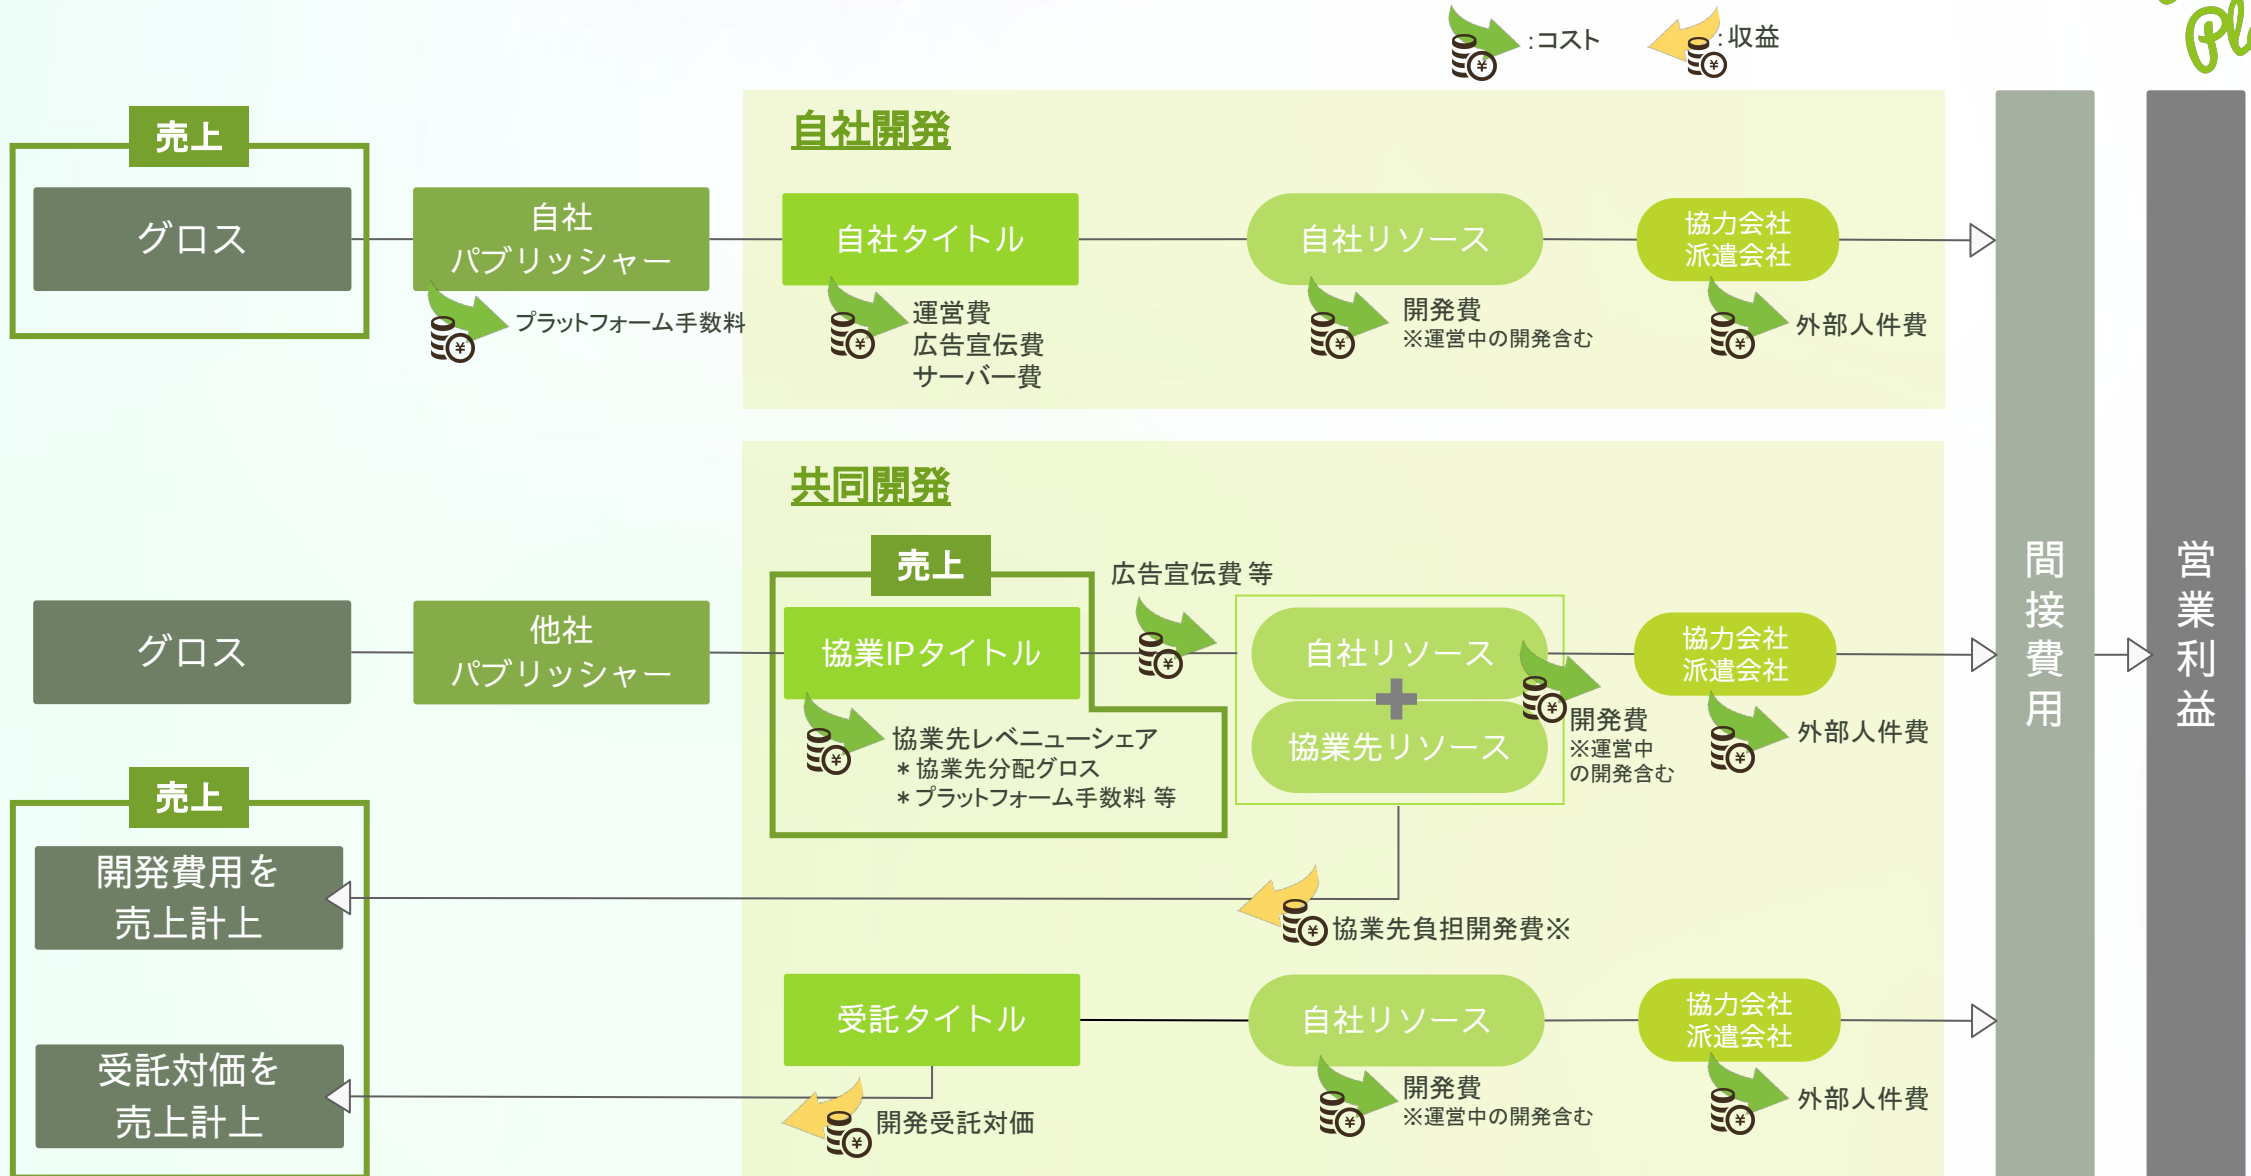 :コスト
:収益
自社開発
売上
グロス
自社
パブリッシャー
プラットフォーム手数料
自社タイトル
運営費
広告宣伝費
サーバー費
自社リソース
開発費
※運営中の開発含む
協力会社
派遣会社
外部人件費
共同開発
グロス
他社
パブリッシャー
売上
協業IPタイトル
協業先レベニューシェア
＊協業先分配グロス
＊プラットフォーム手数料 等
広告宣伝費 等
自社リソース
協業先リソース
開発費
※運営中
の開発含む
協力会社
派遣会社
外部人件費
売上
開発費用を
売上計上
協業先負担開発費※
受託対価を
売上計上
受託タイトル
開発受託対価
自社リソース
開発費
※運営中の開発含む
協力会社
派遣会社
外部人件費
間接費用
営業利益